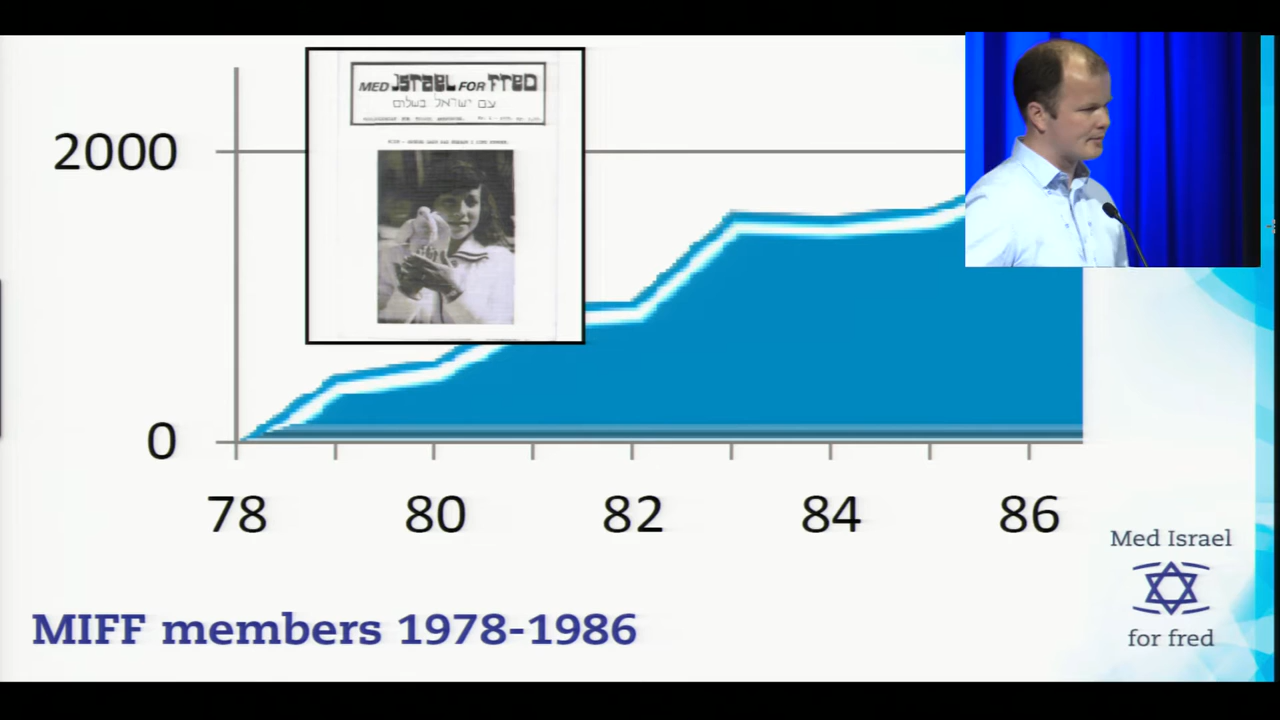 MED ISRAEL FOR FRED
עם ישראל בשלום
2000
0
78 80 82 84 86
MIFF members 1978-1986
Med Israel
for fred